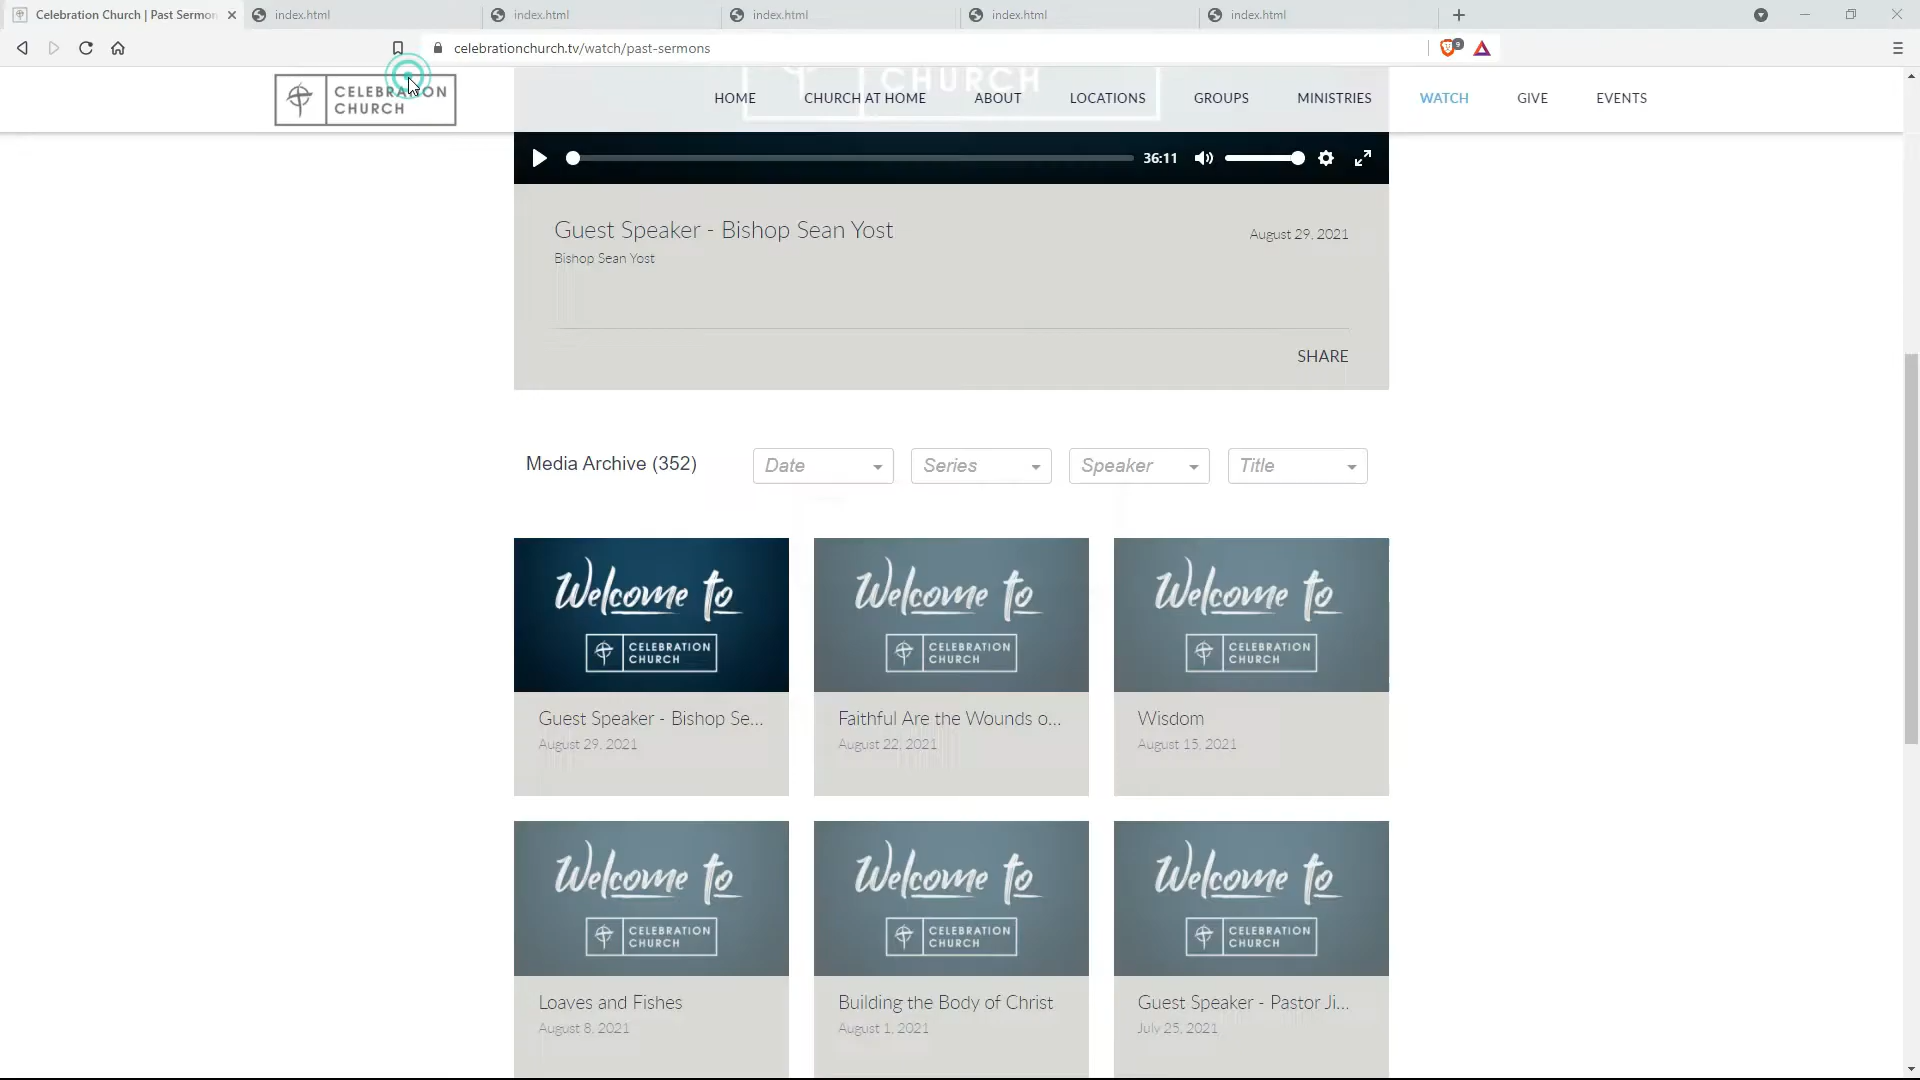 Celebration Church | Past Sermon
index.html
index.html
index.html
index.html
index.html
celebrationchurch.tv/watch/past-sermons
9
CELEBRATION
CHURCH
CHURCH
HOME
CHURCH AT HOME
ABOUT
LOCATIONS
GROUPS
MINISTRIES
WATCH
GIVE
EVENTS
36:11
Guest Speaker - Bishop Sean Yost
August 29, 2021
Bishop Sean Yost
SHARE
Media Archive (352)
Date
Series
Speaker
Title
Welcome to
CELEBRATION
CHURCH
Guest Speaker - Bishop Se...
August 29, 2021
Welcome to
CELEBRATION
CHURCH
Faithful Are the Wounds o...
August 22, 2021
Welcome to
CELEBRATION
CHURCH
Wisdom
August 15, 2021
Welcome to
CELEBRATION
CHURCH
Loaves and Fishes
August 8, 2021
Welcome to
CELEBRATION
CHURCH
Building the Body of Christ
August 1, 2021
Welcome to
CELEBRATION
CHURCH
Guest Speaker - Pastor Ji...
July 25, 2021